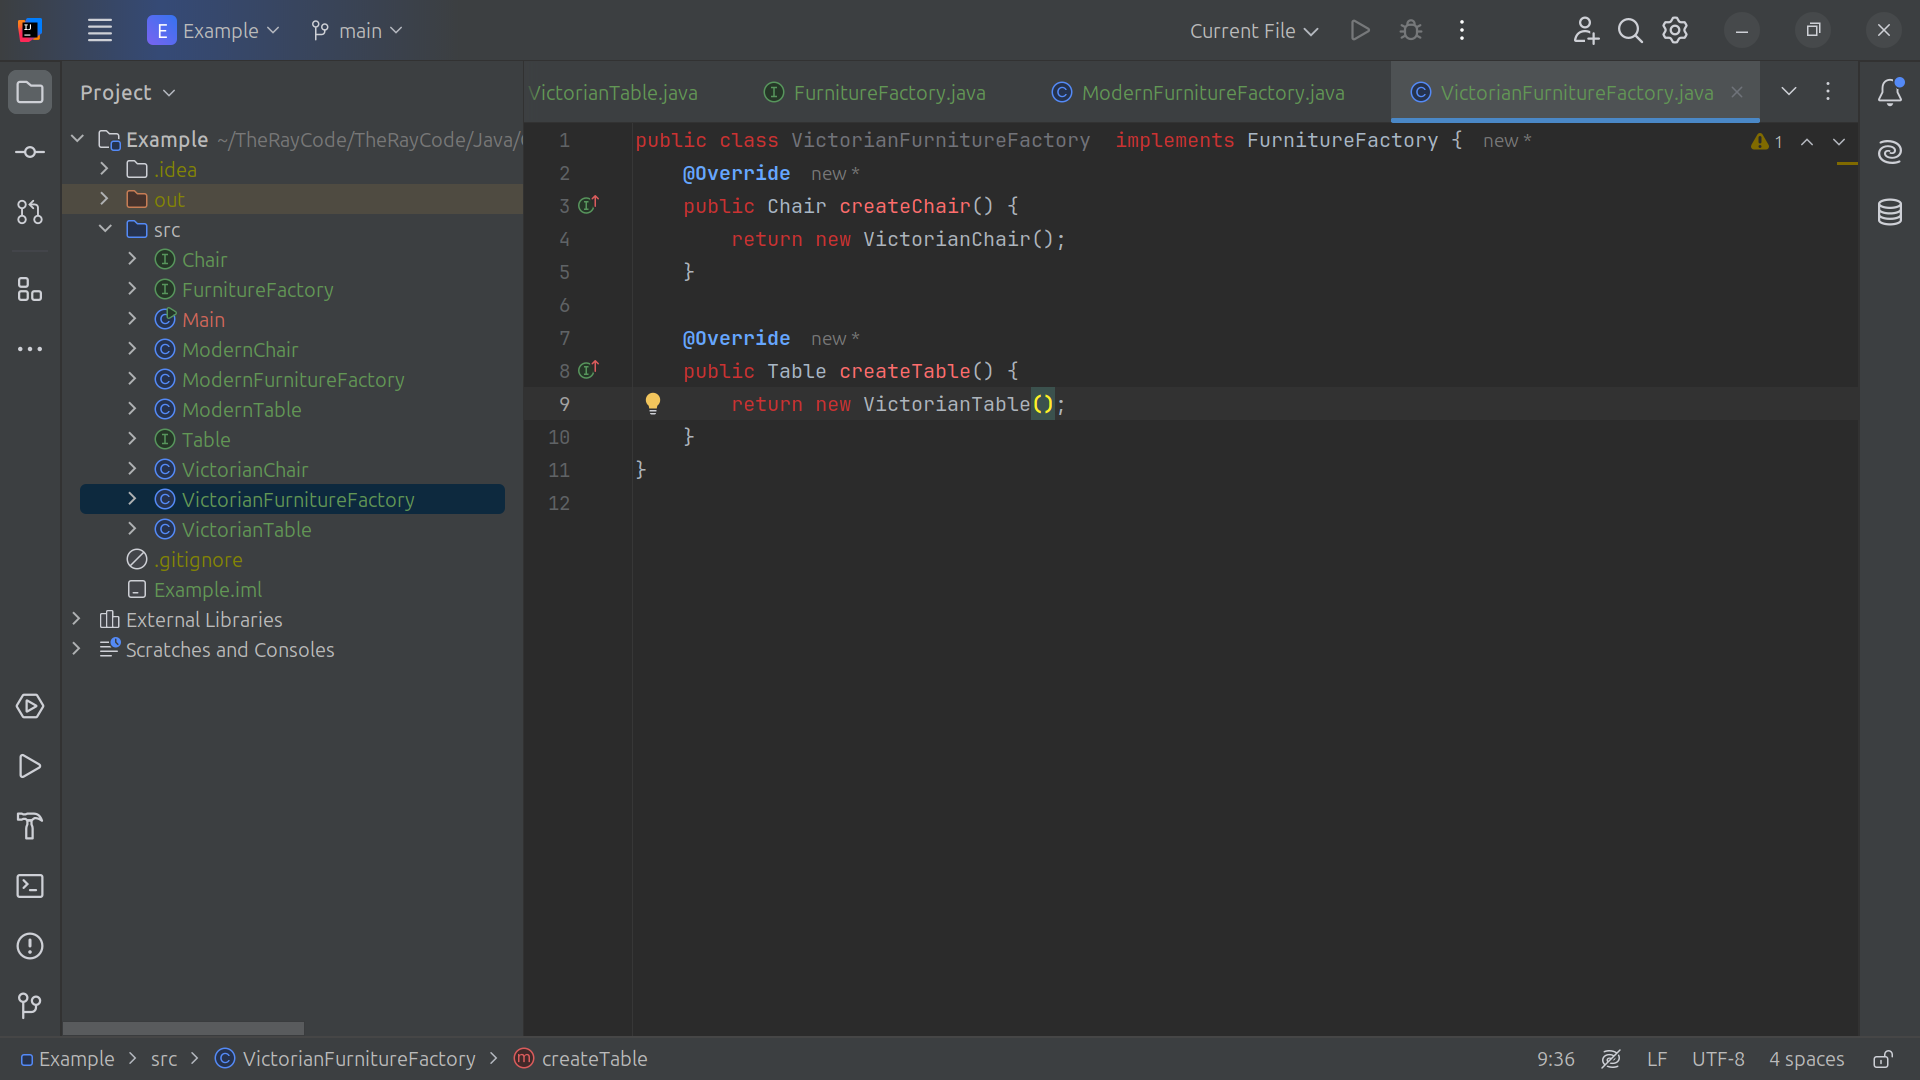 E Example main Current File
Project
VictorianTable.java FurnitureFactory.java ModernFurnitureFactory.java VictorianFurnitureFactory.java
Example ~/TheRayCode/TheRayCode/Java/
.idea
out
src
Chair
FurnitureFactory
Main
ModernChair
ModernFurnitureFactory
ModernTable
Table
VictorianChair
VictorianFurnitureFactory
VictorianTable
.gitignore
Example.iml
External Libraries
Scratches and Consoles
1 public class VictorianFurnitureFactory  implements FurnitureFactory { new *
1
2     @Override new *
3     public Chair createChair() {
4         return new VictorianChair();
5     }
6
7     @Override new *
8     public Table createTable() {
9         return new VictorianTable();
10     }
11 }
12
Example > src > VictorianFurnitureFactory > createTable
9:36 LF UTF-8 4 spaces